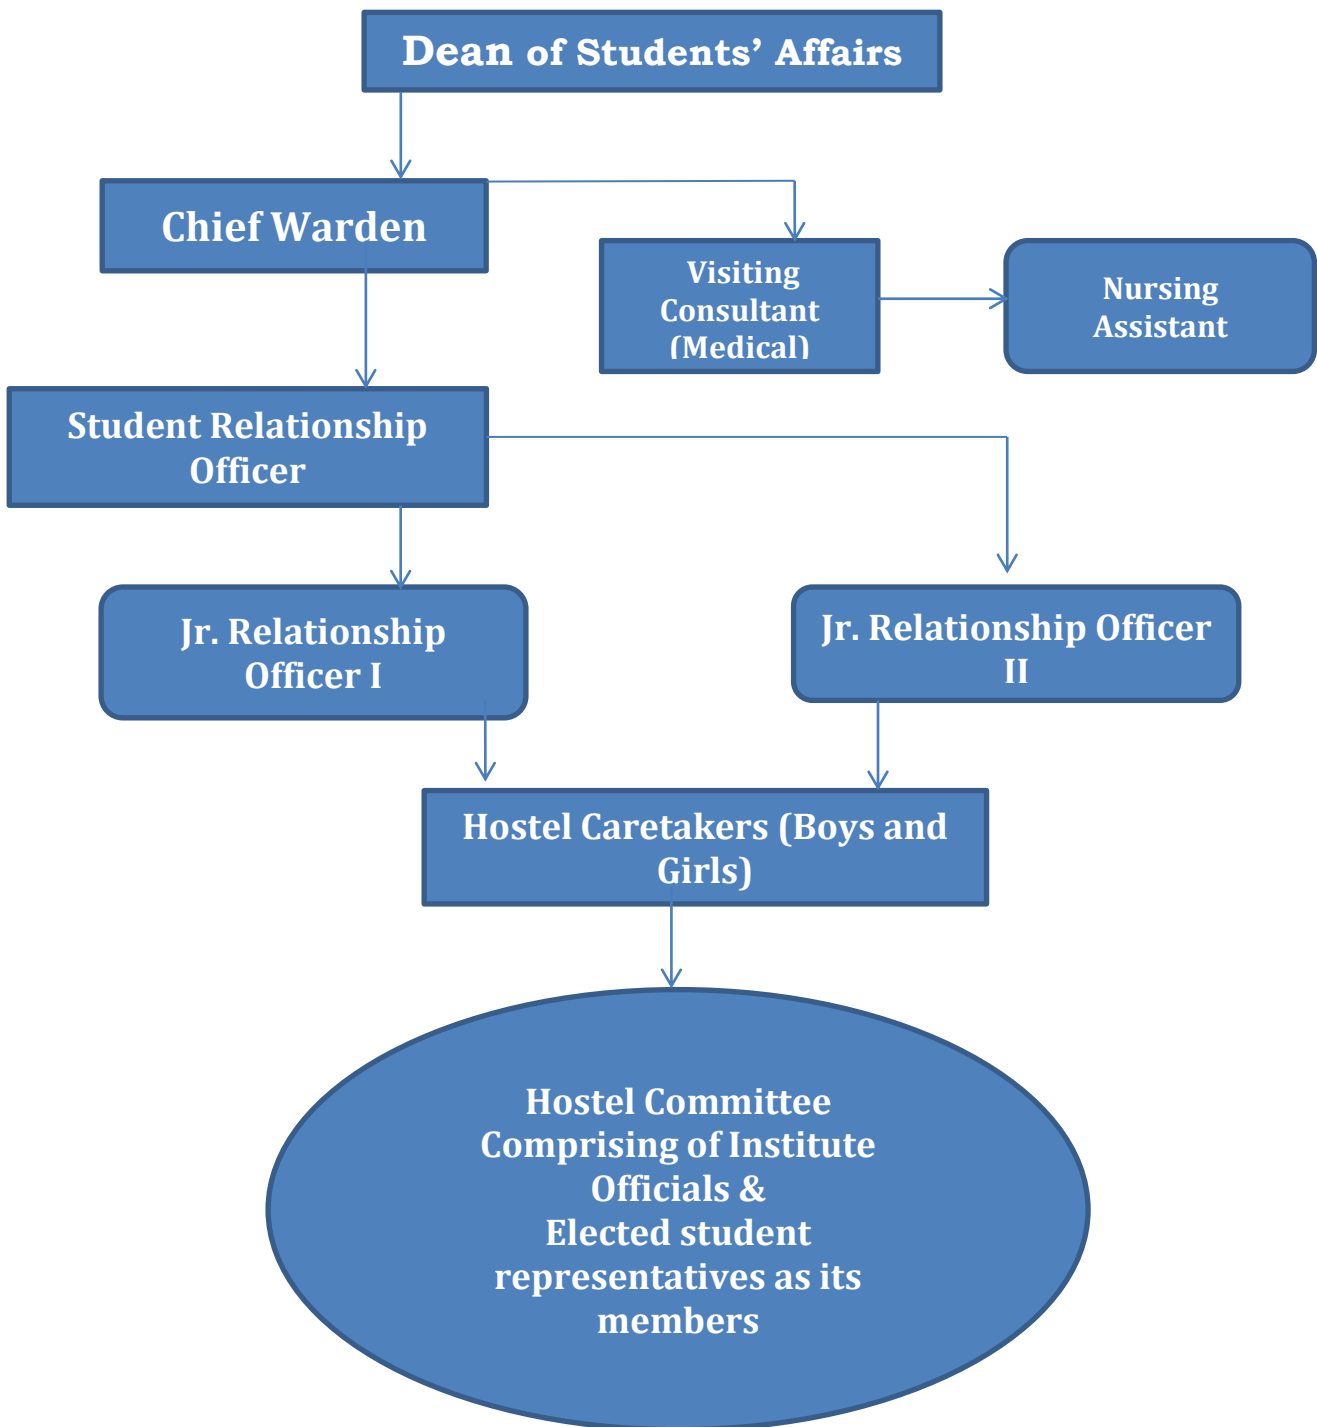 Dean of Students’ Affairs
Chief Warden
Visiting
Consultant
(Medical)
Nursing
Assistant
Student Relationship
Officer
Jr. Relationship
Officer I
Jr. Relationship Officer
II
Hostel Caretakers (Boys and
Girls)
Hostel Committee
Comprising of Institute
Officials &
Elected student
representatives as its
members